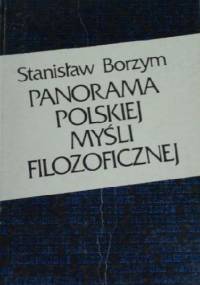 Stanisław Borzym
PANORAMA
POLSKIEJ
MYŚLI
FILOZOFICZNEJ